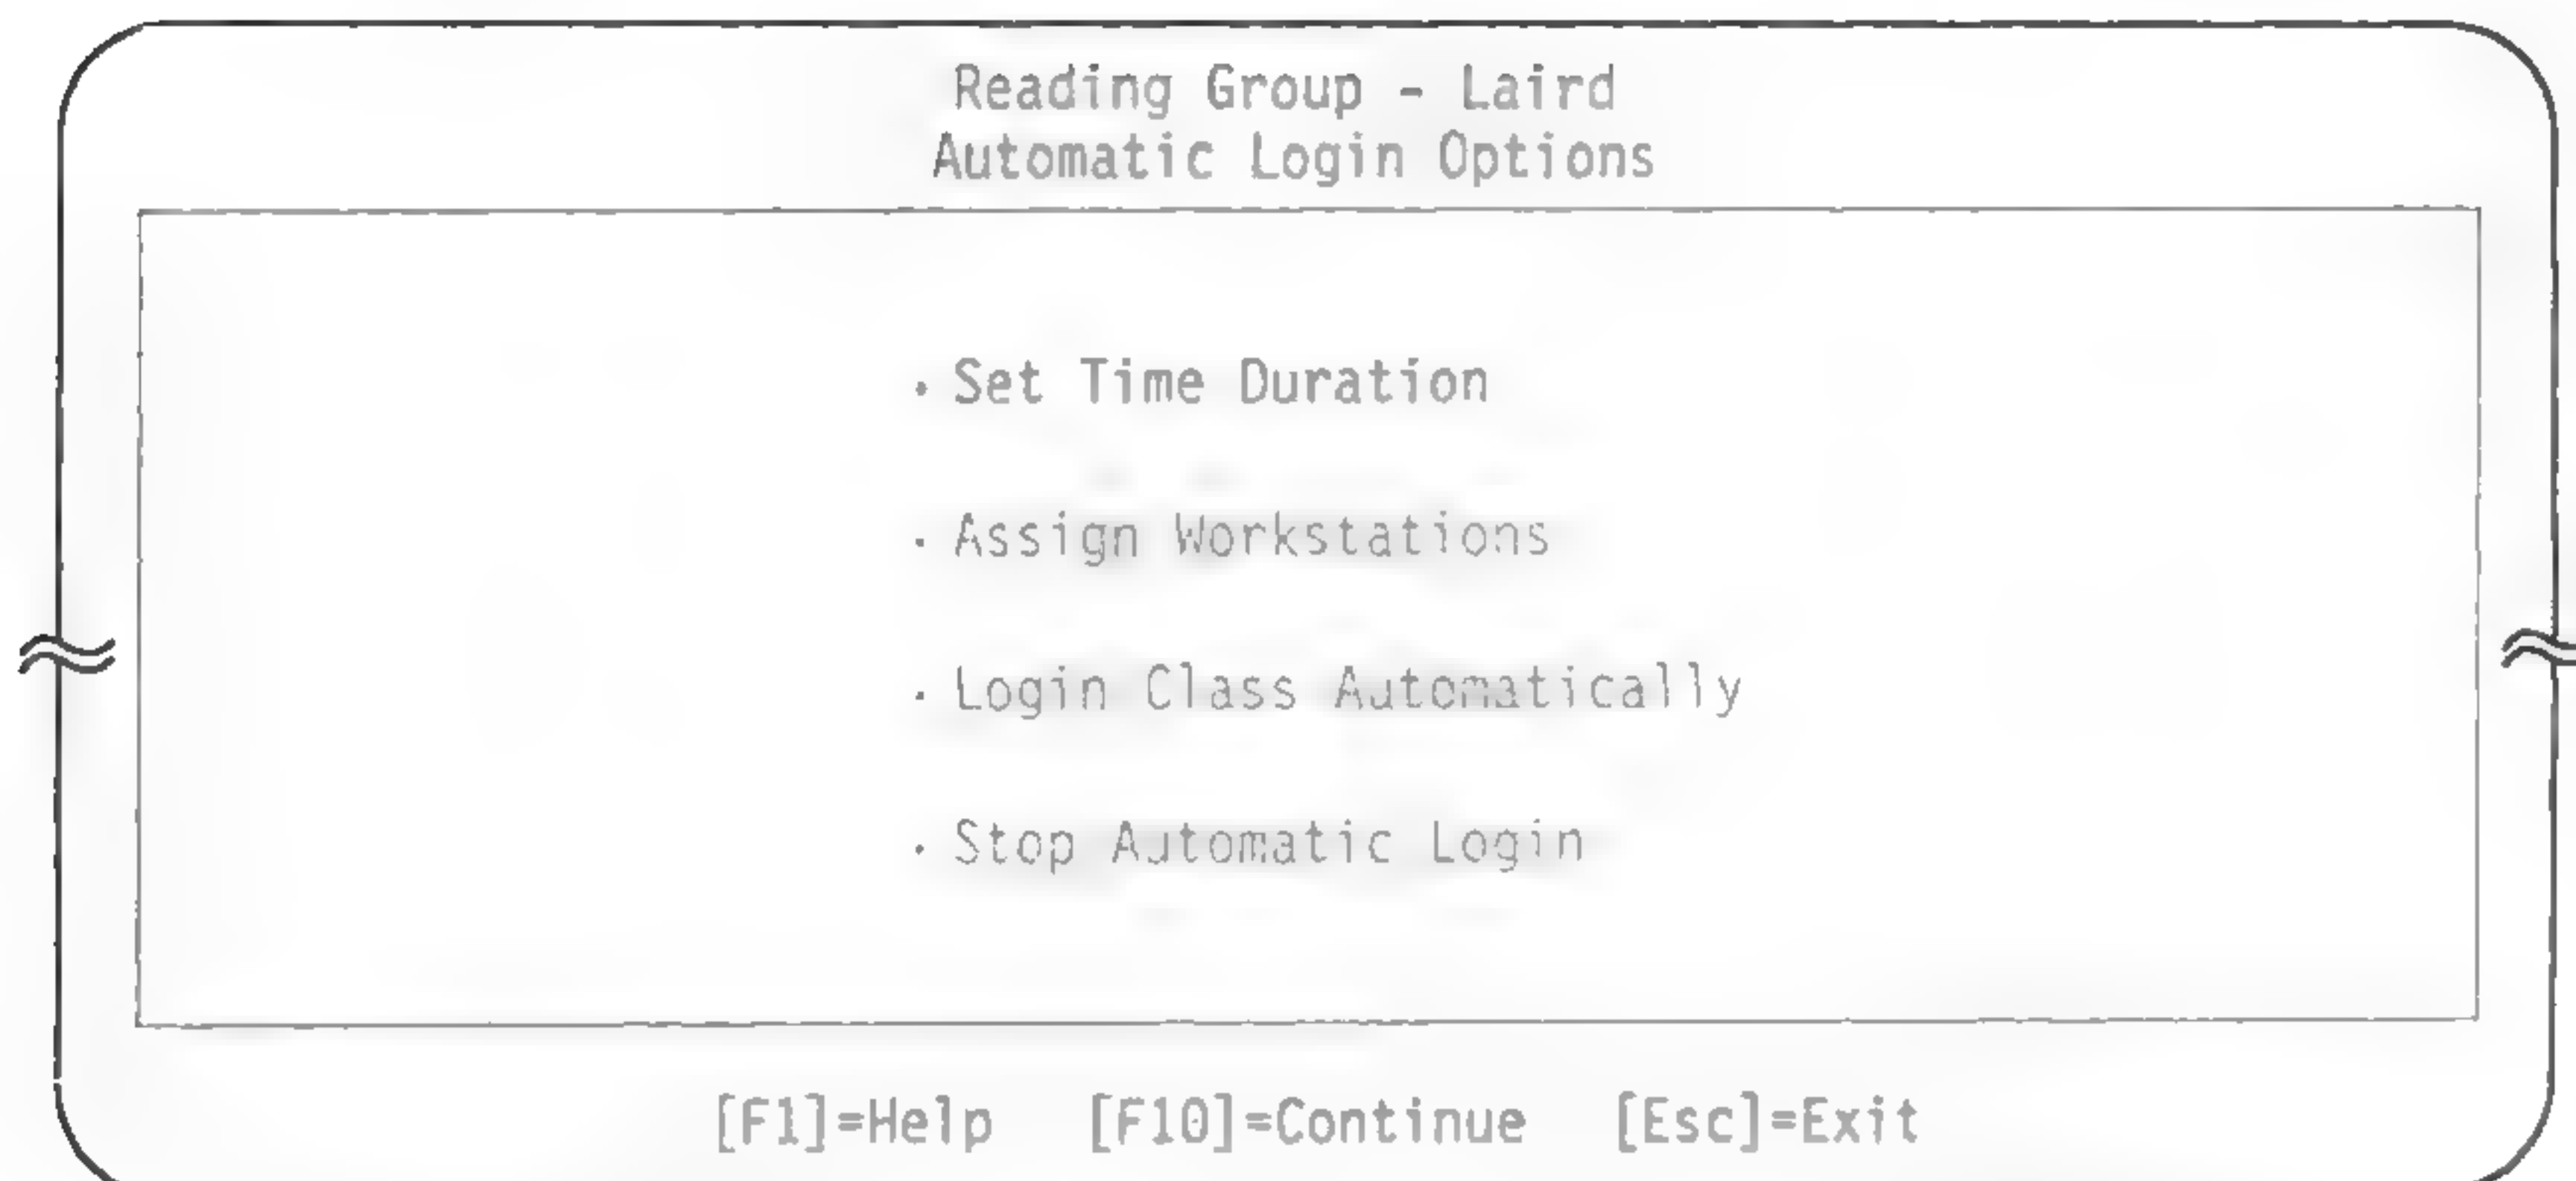 Reading Group - Laird
Automatic Login Options
· Set Time Duration
· Assign Workstations
· Login Class Automatically
· Stop Automatic Login
[F1]=Help [F10]=Continue [Esc]=Exit